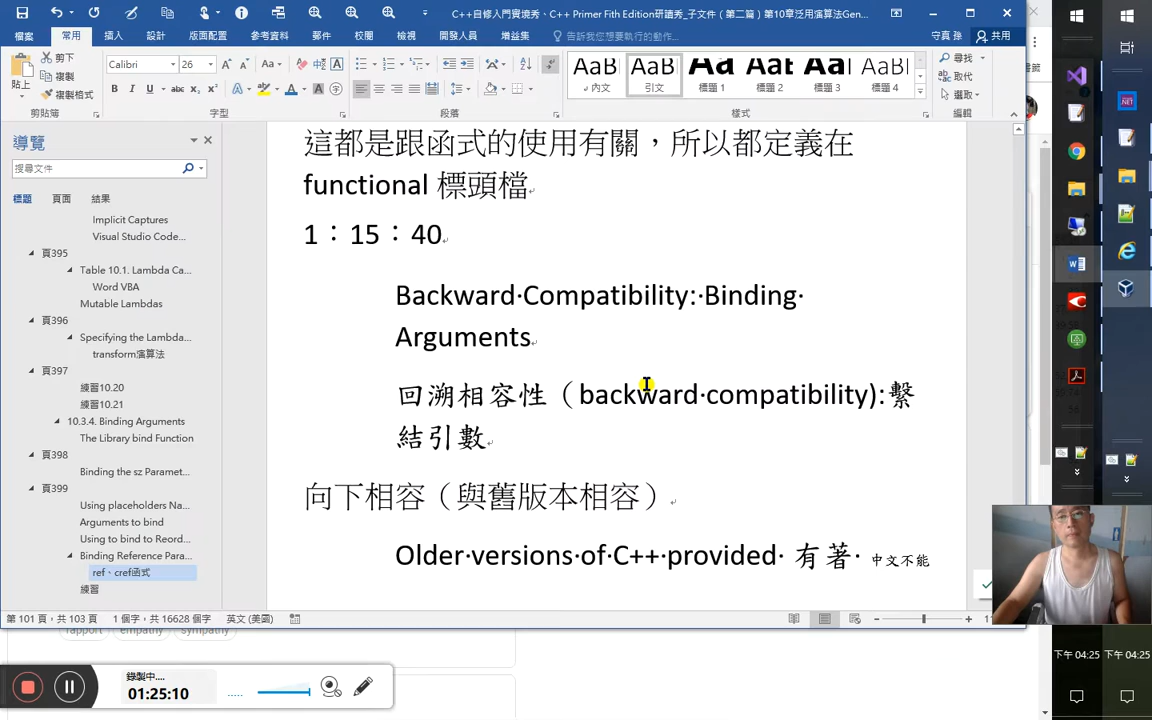 C++自修入門實境秀、C++ Primer Fith Edition研讀秀_子文件（第二篇）第10章泛用演算法Gen...
檔案 常用 插入 設計 版面配置 參考資料 郵件 校閱 檢視 開發人員 增益集 告訴我您想要執行的動作... 守真 孫 共用
貼上 剪下 複製 複製格式
Calibri 26
AaB AaB Aa AaB AaB AaBl
內文 引文 標題 1 標題 2 標題 3 標題 4
尋找 取代 選取
剪貼簿 字型 段落 樣式 編輯
導覽
搜尋文件
標題 頁面 結果
Implicit Captures
Visual Studio Code...
頁395
Table 10.1. Lambda Ca...
Word VBA
Mutable Lambdas
頁396
Specifying the Lambda...
transform演算法
頁397
練習10.20
練習10.21
10.3.4. Binding Arguments
The Library bind Function
頁398
Binding the sz Paramet...
頁399
Using placeholders Na...
Arguments to bind
Using to bind to Reord...
Binding Reference Para...
ref、cref函式
練習
這都是跟函式的使用有關，所以都定義在
functional 標頭檔
1：15：40
Backward·Compatibility:·Binding·
Arguments
回溯相容性（backward·compatibility):繫
結引數
向下相容（與舊版本相容）
Older·versions·of·C++·provided· 有著· 中文不能
第 101 頁，共 103 頁 1 個字，共 16628 個字 英文 (美國)
rapport empathy sympathy
錄製中....
01:25:10
下午 04:25 下午 04:25